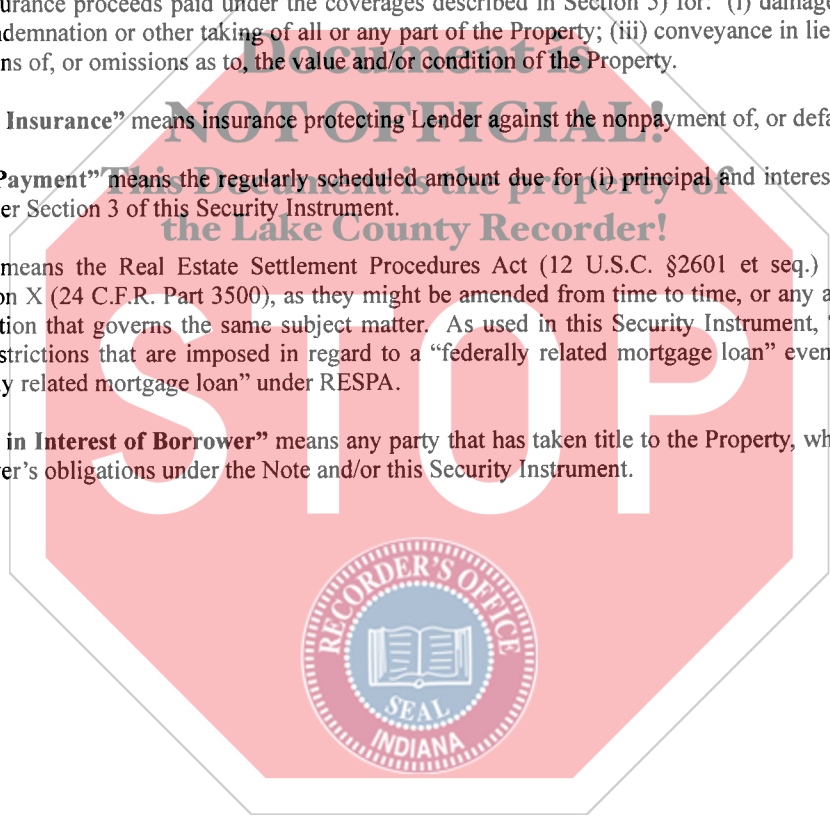 urance proceeds paid under the coverages described in Section 5) for: (i) damag
ndemnation or other taking of all or any part of the Property; (iii) conveyance in lie
ns of, or omissions as to, the value and/or condition of the Property.
Document is
NOT OFFICIAL!
Insurance” means insurance protecting Lender against the nonpayment of, or defa
This Document is the property of
Payment” means the regularly scheduled amount due for (i) principal and interes
er Section 3 of this Security Instrument.
the Lake County Recorder!
means the Real Estate Settlement Procedures Act (12 U.S.C. §2601 et seq.)
on X (24 C.F.R. Part 3500), as they might be amended from time to time, or any a
tion that governs the same subject matter. As used in this Security Instrument, “
strictions that are imposed in regard to a “federally related mortgage loan” even
y related mortgage loan” under RESPA.
in Interest of Borrower” means any party that has taken title to the Property, wh
er’s obligations under the Note and/or this Security Instrument.
STOP
RECORDER'S OFFICE
SEAL
INDIANA